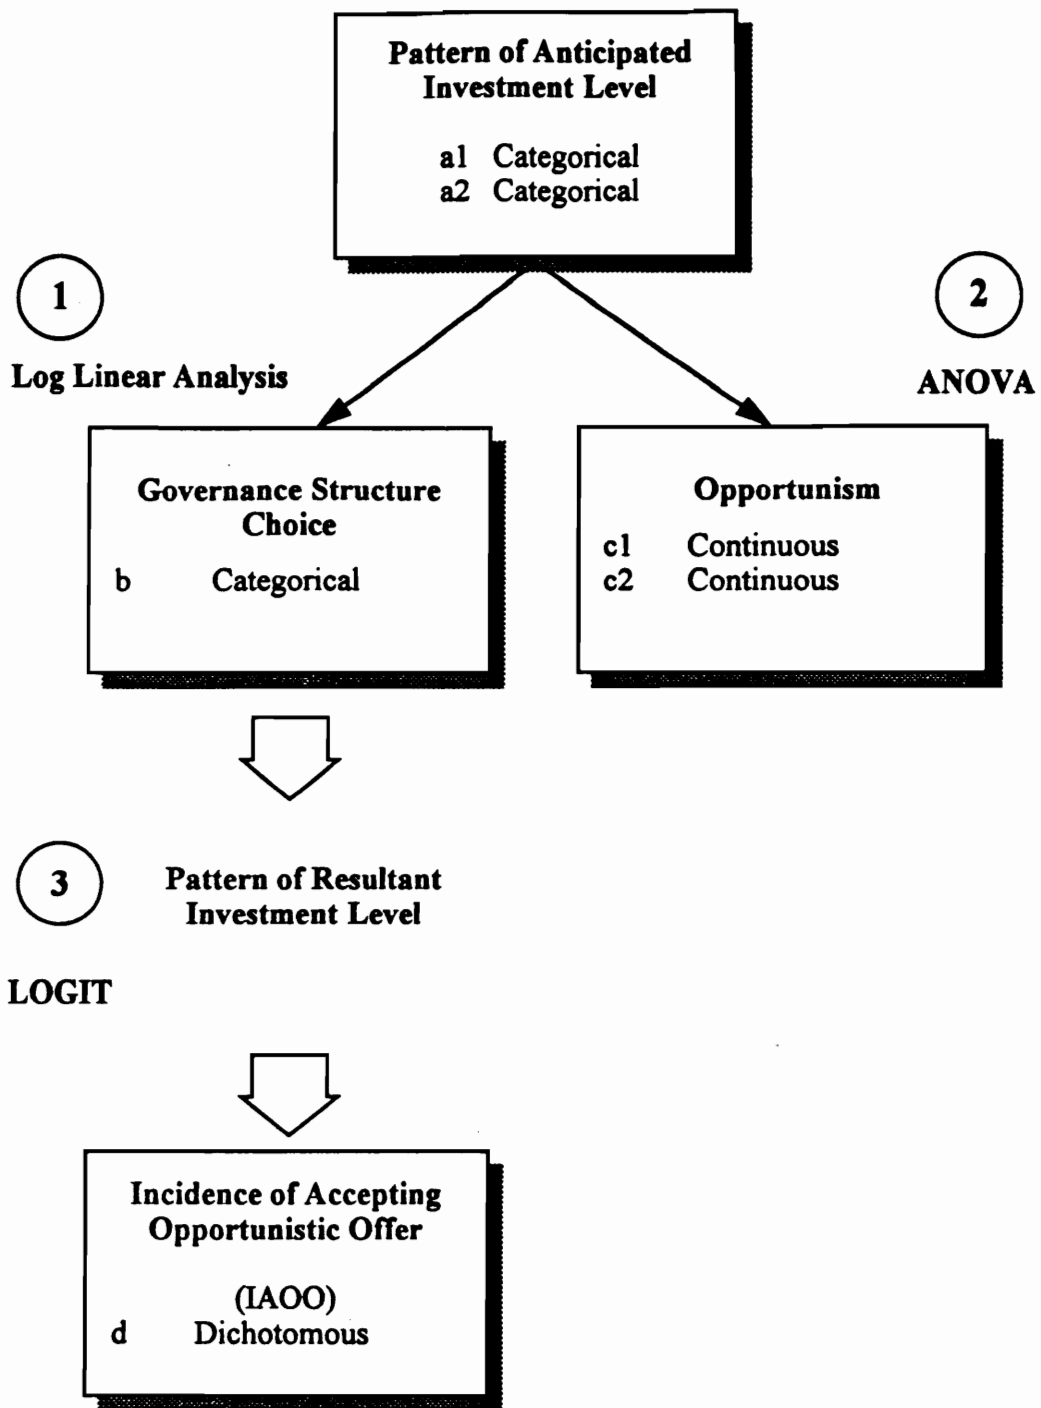 Pattern of Anticipated
Investment Level
a1 Categorical
a2 Categorical
1
2
Log Linear Analysis
ANOVA
Governance Structure
Choice
b Categorical
Opportunism
c1 Continuous
c2 Continuous
3
Pattern of Resultant
Investment Level
LOGIT
Incidence of Accepting
Opportunistic Offer
(IAOO)
d Dichotomous